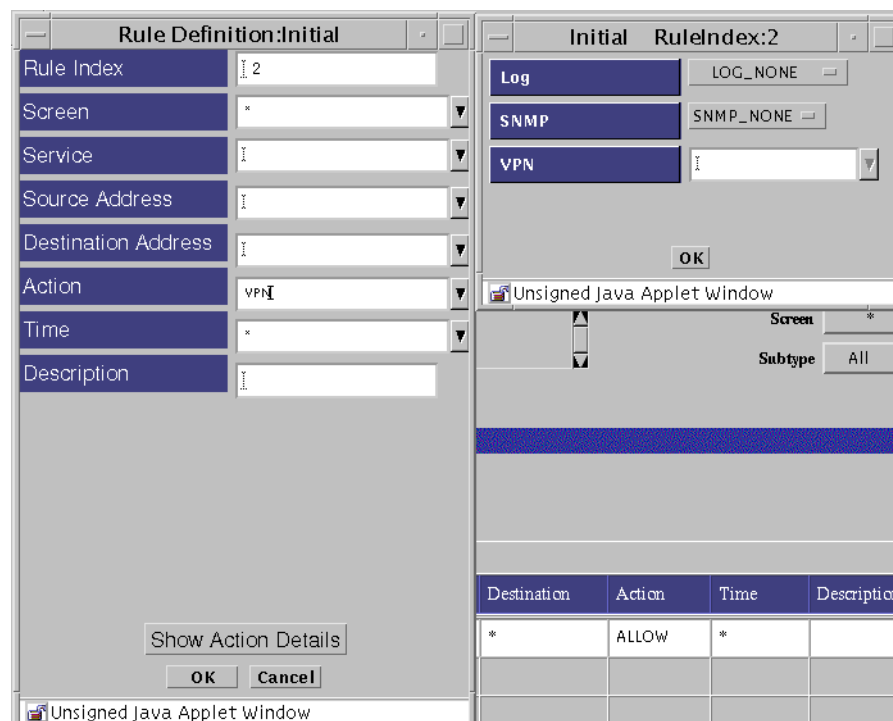 Rule Definition:Initial
Rule Index
2
Screen
*
Service
Source Address
Destination Address
Action
VPN
Time
*
Description
Show Action Details
OK
Cancel
Unsigned Java Applet Window
Initial RuleIndex:2
Log
LOG_NONE
SNMP
SNMP_NONE
VPN
OK
Unsigned Java Applet Window
Screen
*
Subtype
All
Destination Action Time Descriptio
* ALLOW *